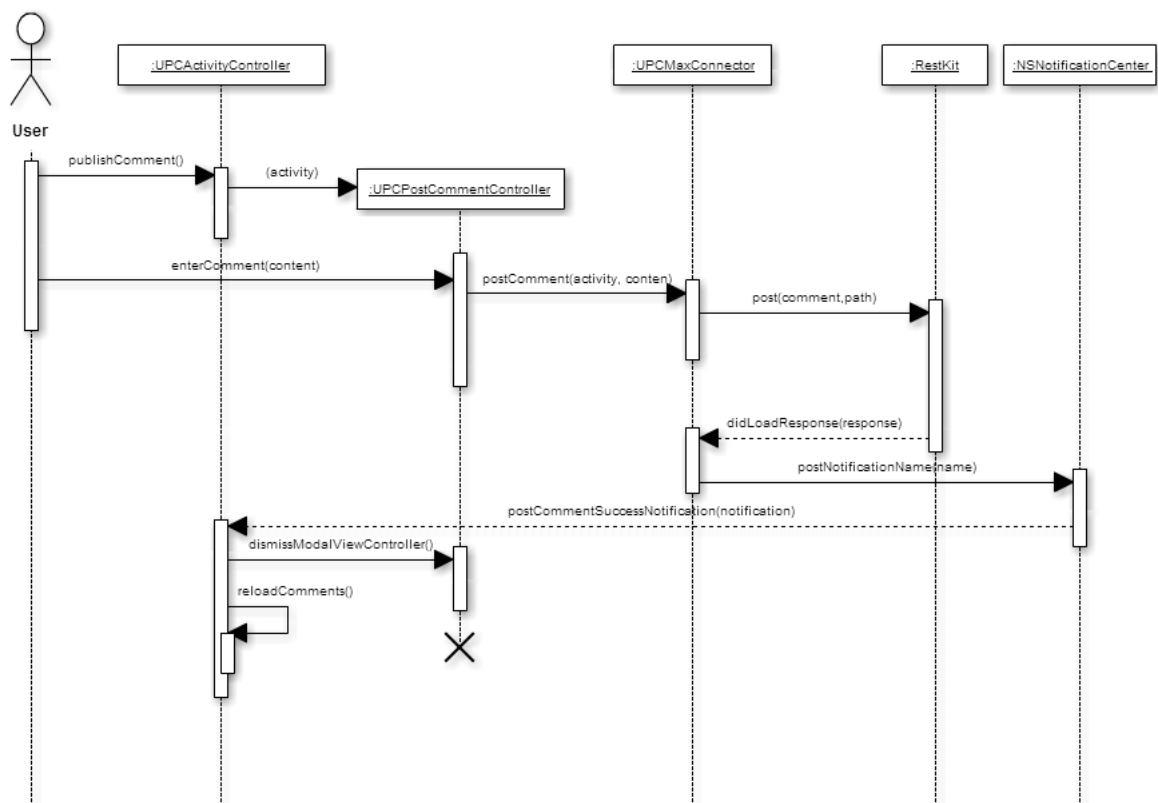 :UPCActivityController
:UPCMaxConnector
:RestKit
:NSNotificationCenter
User
publishComment()
(activity)
:UPCPostCommentController
enterComment(content)
postComment(activity, conten)
post(comment,path)
didLoadResponse(response)
postNotificationName(name)
postCommentSuccessNotification(notification)
dismissModalViewController()
reloadComments()